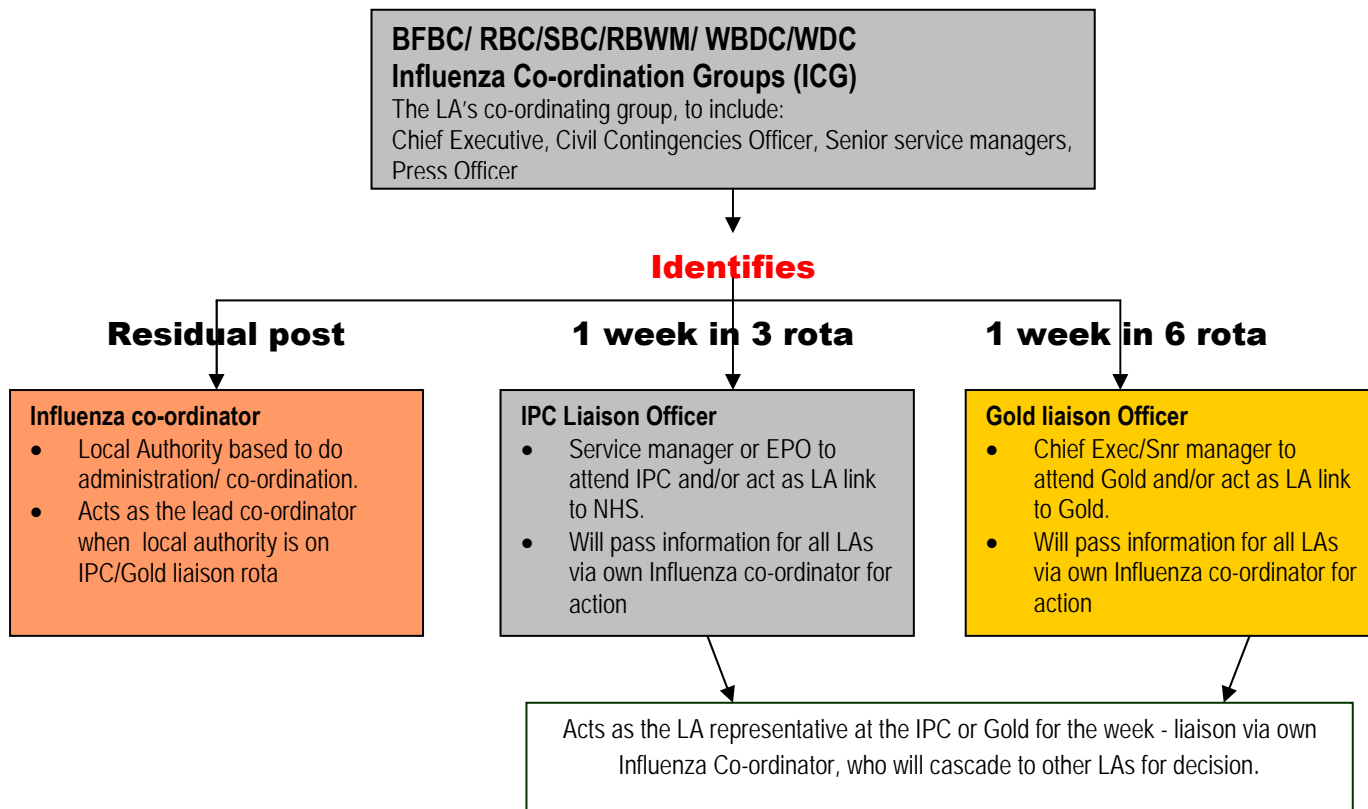 BFBC/ RBC/SBC/RBWM/ WBDC/WDC
Influenza Co-ordination Groups (ICG)
The LA's co-ordinating group, to include:
Chief Executive, Civil Contingencies Officer, Senior service managers,
Press Officer
Identifies
Residual post
1 week in 3 rota
1 week in 6 rota
Influenza co-ordinator
• Local Authority based to do
administration/ co-ordination.
• Acts as the lead co-ordinator
when local authority is on
IPC/Gold liaison rota
IPC Liaison Officer
• Service manager or EPO to
attend IPC and/or act as LA link
to NHS.
• Will pass information for all LAs
via own Influenza co-ordinator for
action
Gold liaison Officer
• Chief Exec/Snr manager to
attend Gold and/or act as LA link
to Gold.
• Will pass information for all LAs
via own Influenza co-ordinator for
action
Acts as the LA representative at the IPC or Gold for the week - liaison via own
Influenza Co-ordinator, who will cascade to other LAs for decision.